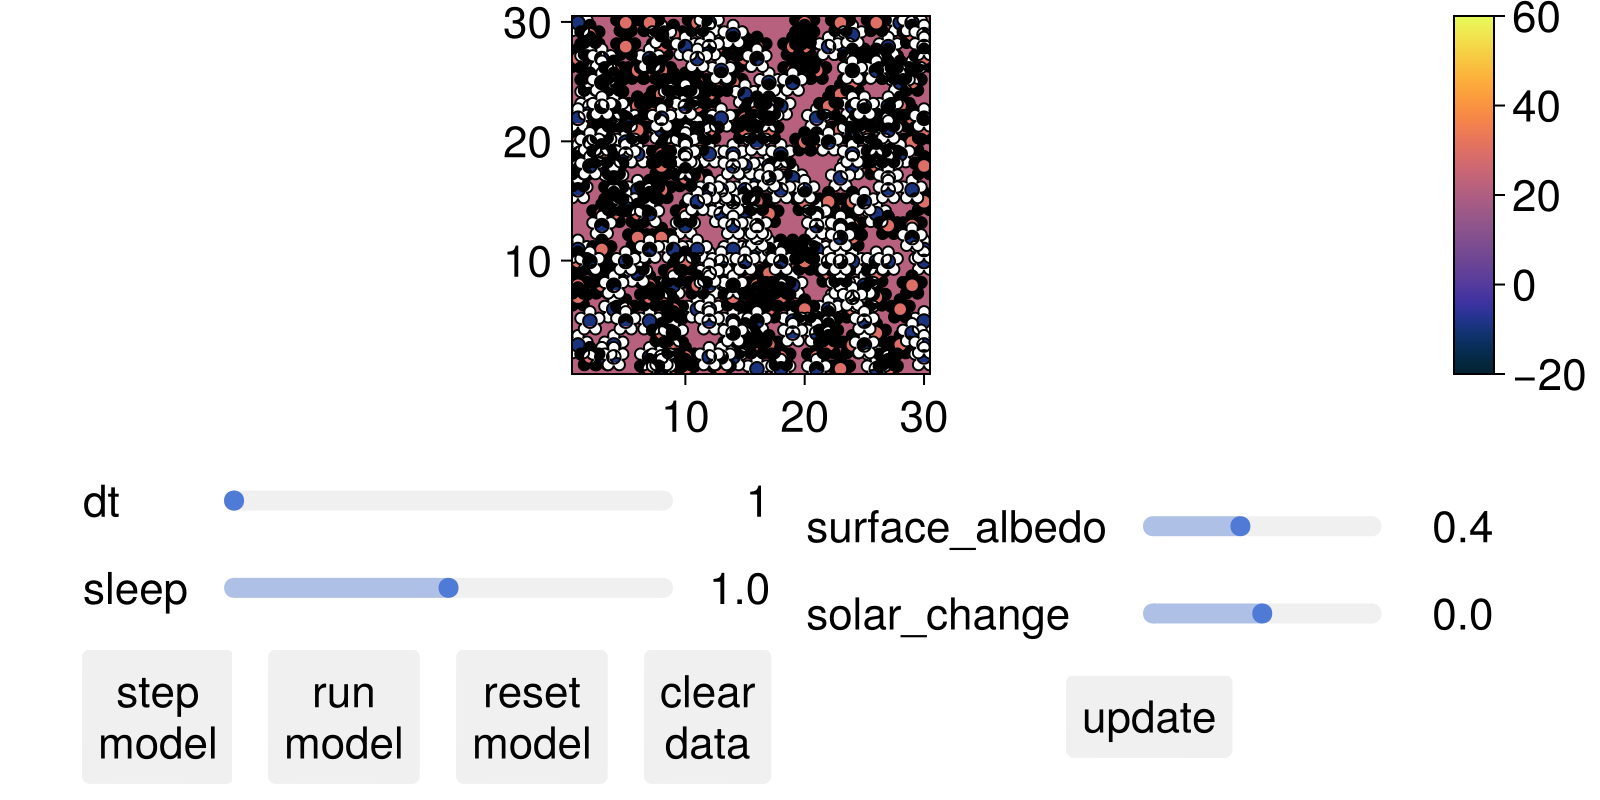 30
20
10
10 20 30
60
40
20
0
−20
dt 1
sleep 1.0
surface_albedo 0.4
solar_change 0.0
step
model
run
model
reset
model
clear
data
update